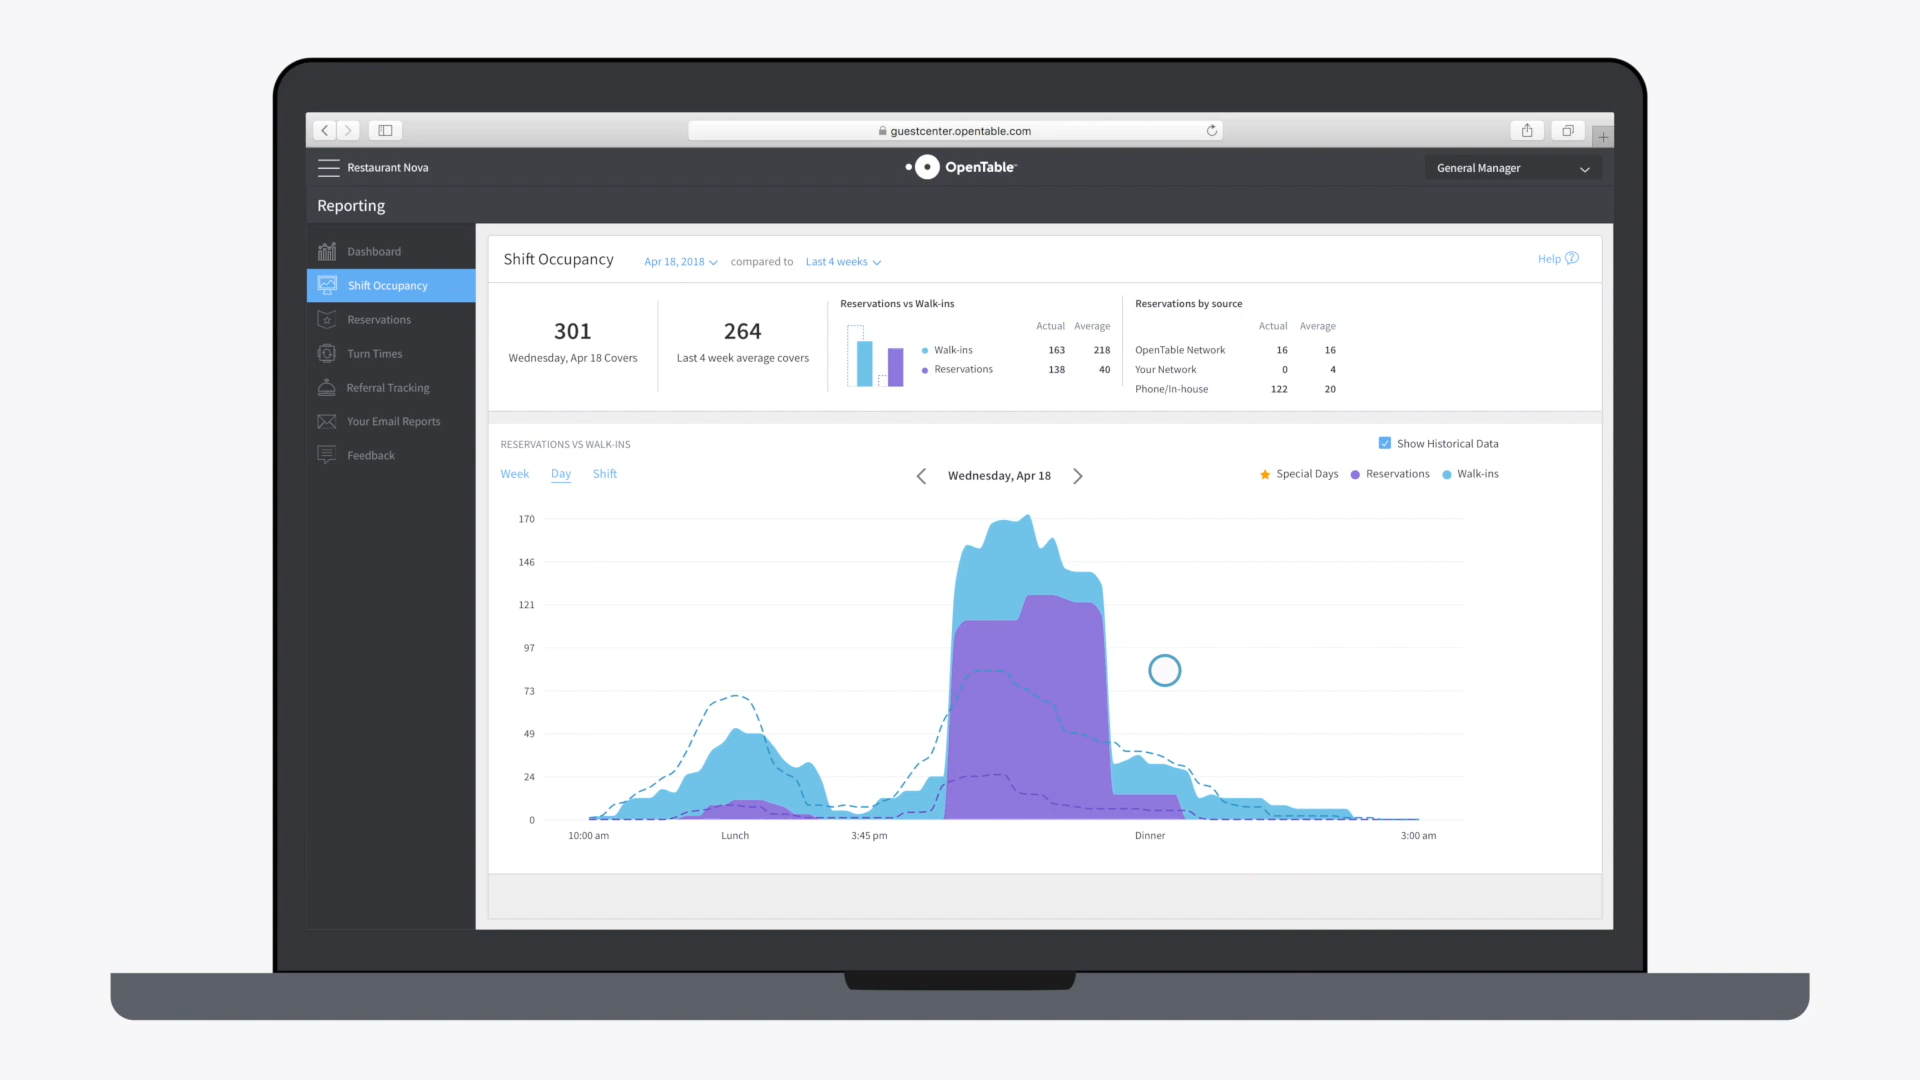 guestcenter.opentable.com
Restaurant Nova
OpenTable
General Manager
Reporting
Dashboard
Shift Occupancy
Reservations
Turn Times
Referral Tracking
Your Email Reports
Feedback
Shift Occupancy Apr 18, 2018 compared to Last 4 weeks
Help ?
301
Wednesday, Apr 18 Covers
264
Last 4 week average covers
Reservations vs Walk-ins
Actual Average
Walk-ins 163 218
Reservations 138 40
Reservations by source
Actual Average
OpenTable Network 16 16
Your Network 0 4
Phone/In-house 122 20
RESERVATIONS VS WALK-INS
Show Historical Data
Week Day Shift
Wednesday, Apr 18
Special Days Reservations Walk-ins
170
146
121
97
73
49
24
0
10:00 am Lunch 3:45 pm Dinner 3:00 am